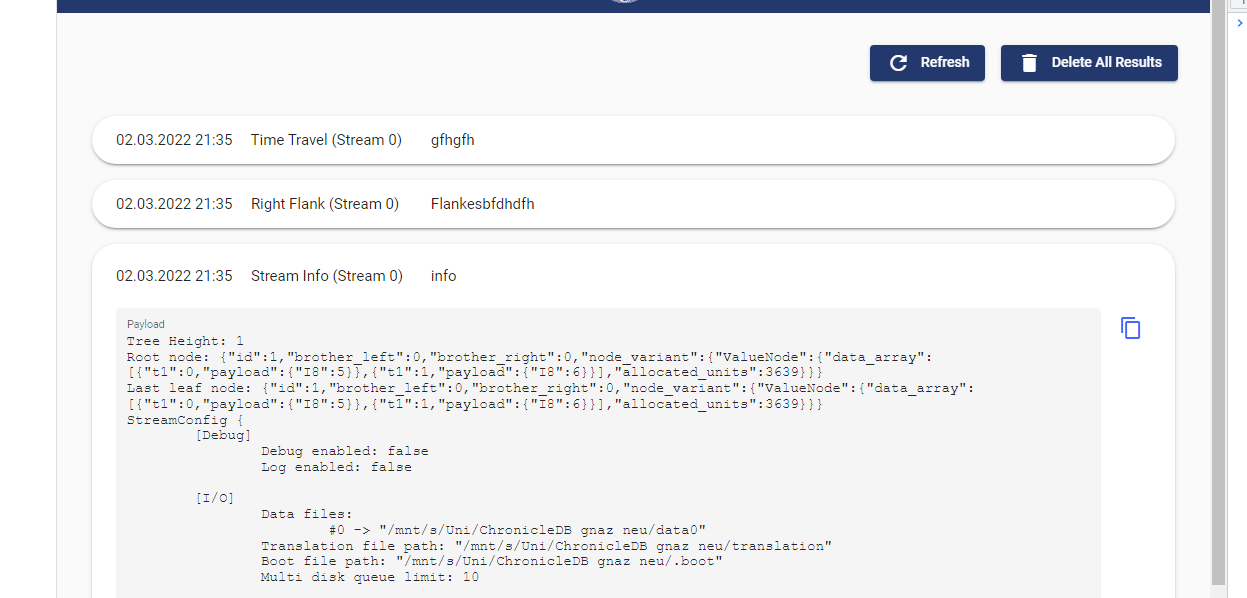 Refresh
Delete All Results
02.03.2022 21:35 Time Travel (Stream 0) gfhgfh
02.03.2022 21:35 Right Flank (Stream 0) Flankesbfdhdfh
02.03.2022 21:35 Stream Info (Stream 0) info
Payload
Tree Height: 1
Root node: {"id":1,"brother_left":0,"brother_right":0,"node_variant":{"ValueNode":{"data_array":
[{"t1":0,"payload":{"I8":5}},{"t1":1,"payload":{"I8":6}}],"allocated_units":3639}}}
Last leaf node: {"id":1,"brother_left":0,"brother_right":0,"node_variant":{"ValueNode":{"data_array":
[{"t1":0,"payload":{"I8":5}},{"t1":1,"payload":{"I8":6}}],"allocated_units":3639}}}
StreamConfig {
[Debug]
Debug enabled: false
Log enabled: false
[I/O]
Data files:
#0 -> "/mnt/s/Uni/ChronicleDB gnaz neu/data0"
Translation file path: "/mnt/s/Uni/ChronicleDB gnaz neu/translation"
Boot file path: "/mnt/s/Uni/ChronicleDB gnaz neu/.boot"
Multi disk queue limit: 10